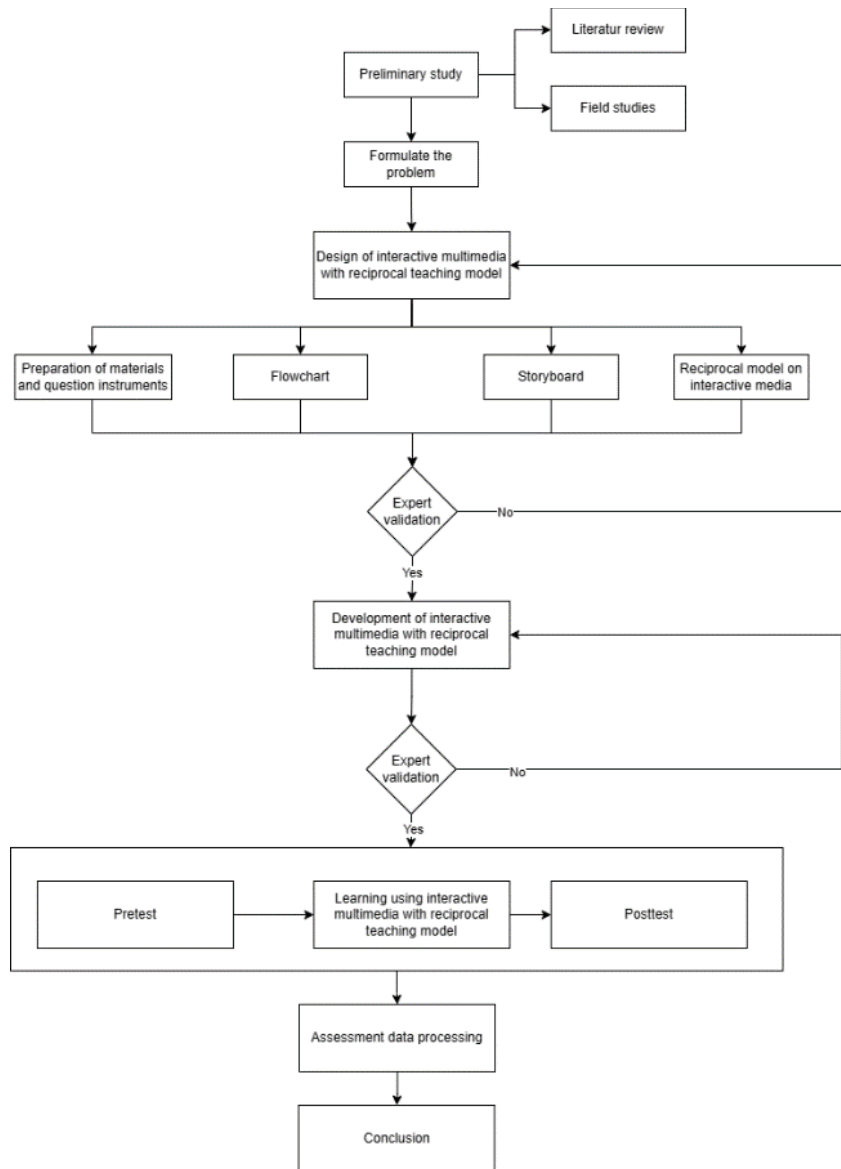 Literatur review
Preliminary study
Field studies
Formulate the
problem
Design of interactive multimedia
with reciprocal teaching model
Preparation of materials
and question instruments
Flowchart
Storyboard
Reciprocal model on
interactive media
Expert
validation
No
Yes
Development of interactive
multimedia with reciprocal
teaching model
Expert
validation
No
Yes
Pretest
Learning using interactive
multimedia with reciprocal
teaching model
Posttest
Assessment data processing
Conclusion